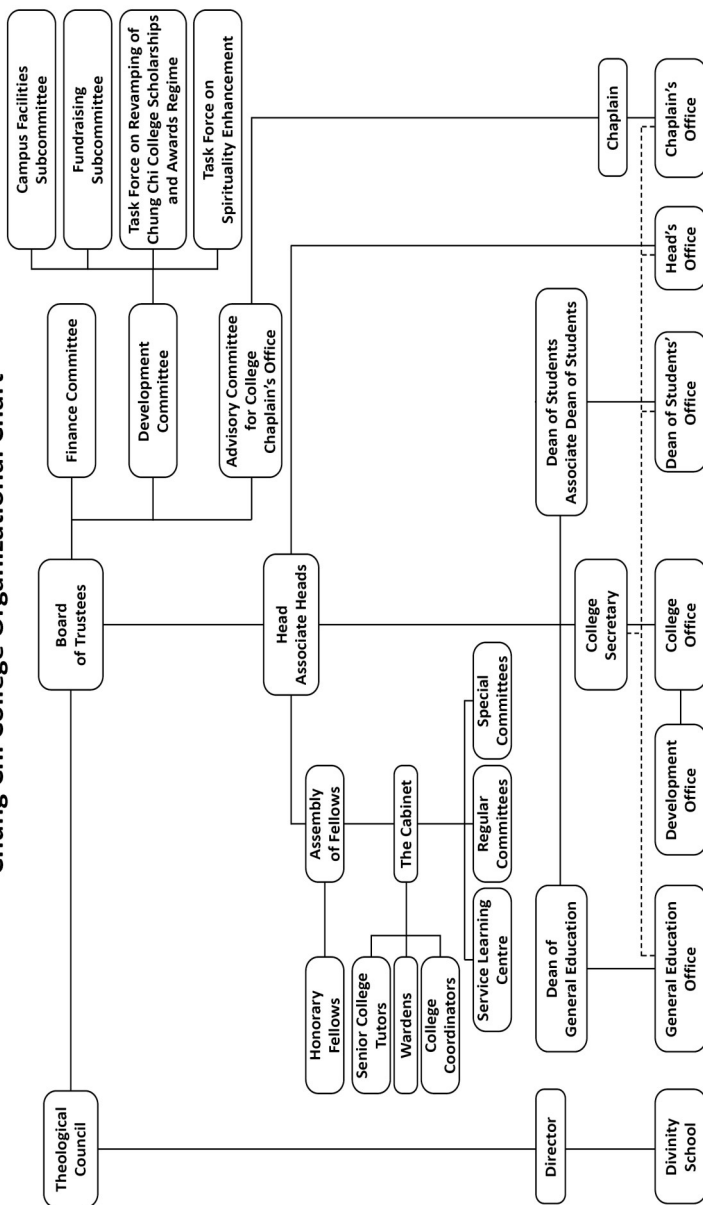 Chung Chi College Organizational Chart
Theological
Council
Board
of Trustees
Finance Committee
Development
Committee
Advisory Committee
for College
Chaplain's Office
Campus Facilities
Subcommittee
Fundraising
Subcommittee
Task Force on Revamping of
Chung Chi College Scholarships
and Awards Regime
Task Force on
Spirituality Enhancement
Head
Associate Heads
Honorary
Fellows
Assembly
of Fellows
Senior College
Tutors
Wardens
College
Coordinators
The Cabinet
Service Learning
Centre
Regular
Committees
Special
Committees
Director
Dean of
General Education
College
Secretary
Dean of Students
Associate Dean of Students
Chaplain
Divinity
School
General Education
Office
Development
Office
College
Office
Dean of Students'
Office
Head's
Office
Chaplain's
Office